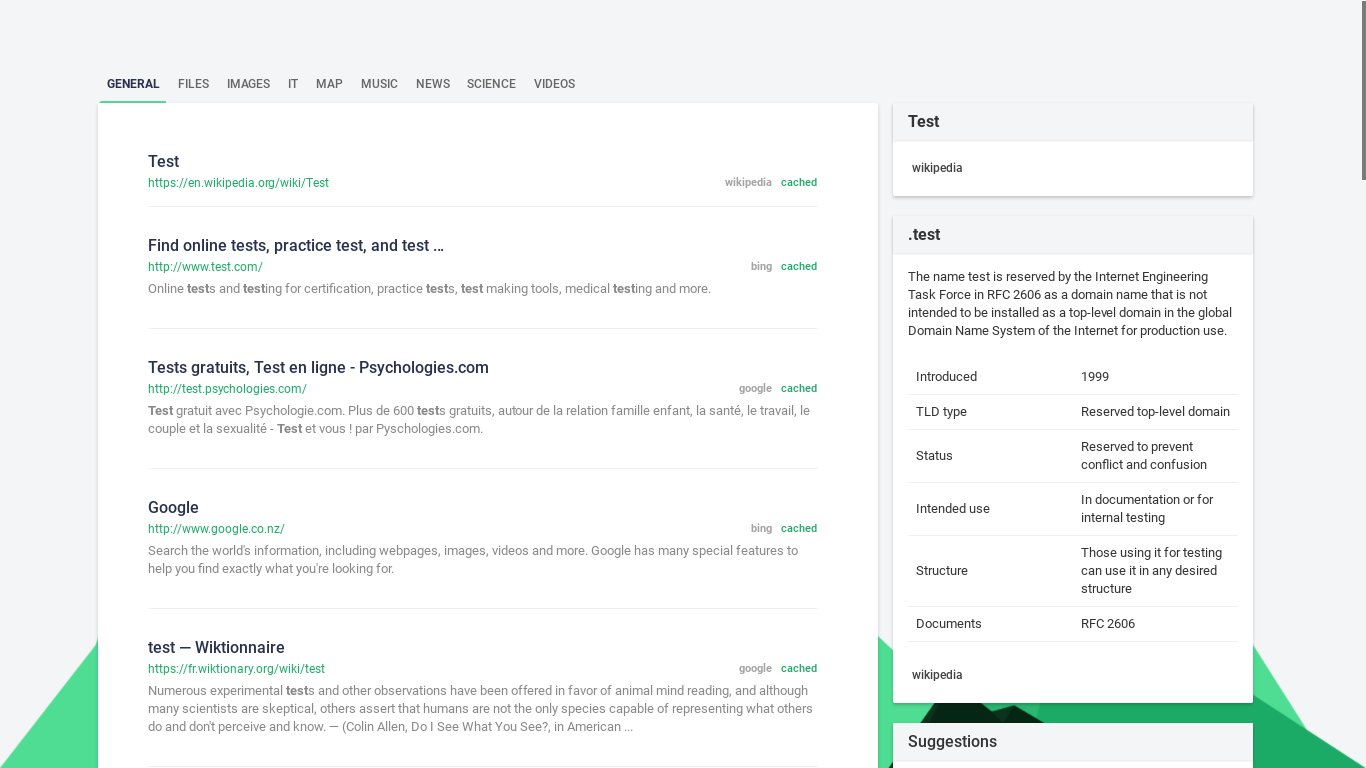 GENERAL FILES IMAGES IT MAP MUSIC NEWS SCIENCE VIDEOS
Test
https://en.wikipedia.org/wiki/Test
wikipedia cached
Find online tests, practice test, and test ...
http://www.test.com/
bing cached
Online tests and testing for certification, practice tests, test making tools, medical testing and more.
Tests gratuits, Test en ligne - Psychologies.com
http://test.psychologies.com/
google cached
Test gratuit avec Psychologie.com. Plus de 600 tests gratuits, autour de la relation famille enfant, la santé, le travail, le
couple et la sexualité - Test et vous ! par Pyschologies.com.
Google
http://www.google.co.nz/
bing cached
Search the world's information, including webpages, images, videos and more. Google has many special features to
help you find exactly what you're looking for.
test — Wiktionnaire
https://fr.wiktionary.org/wiki/test
google cached
Numerous experimental tests and other observations have been offered in favor of animal mind reading, and although
many scientists are skeptical, others assert that humans are not the only species capable of representing what others
do and don't perceive and know. — (Colin Allen, Do I See What You See?, in American ...
Test
wikipedia
.test
The name test is reserved by the Internet Engineering
Task Force in RFC 2606 as a domain name that is not
intended to be installed as a top-level domain in the global
Domain Name System of the Internet for production use.
Introduced 1999
TLD type Reserved top-level domain
Status Reserved to prevent
conflict and confusion
Intended use In documentation or for
internal testing
Structure Those using it for testing
can use it in any desired
structure
Documents RFC 2606
wikipedia
Suggestions